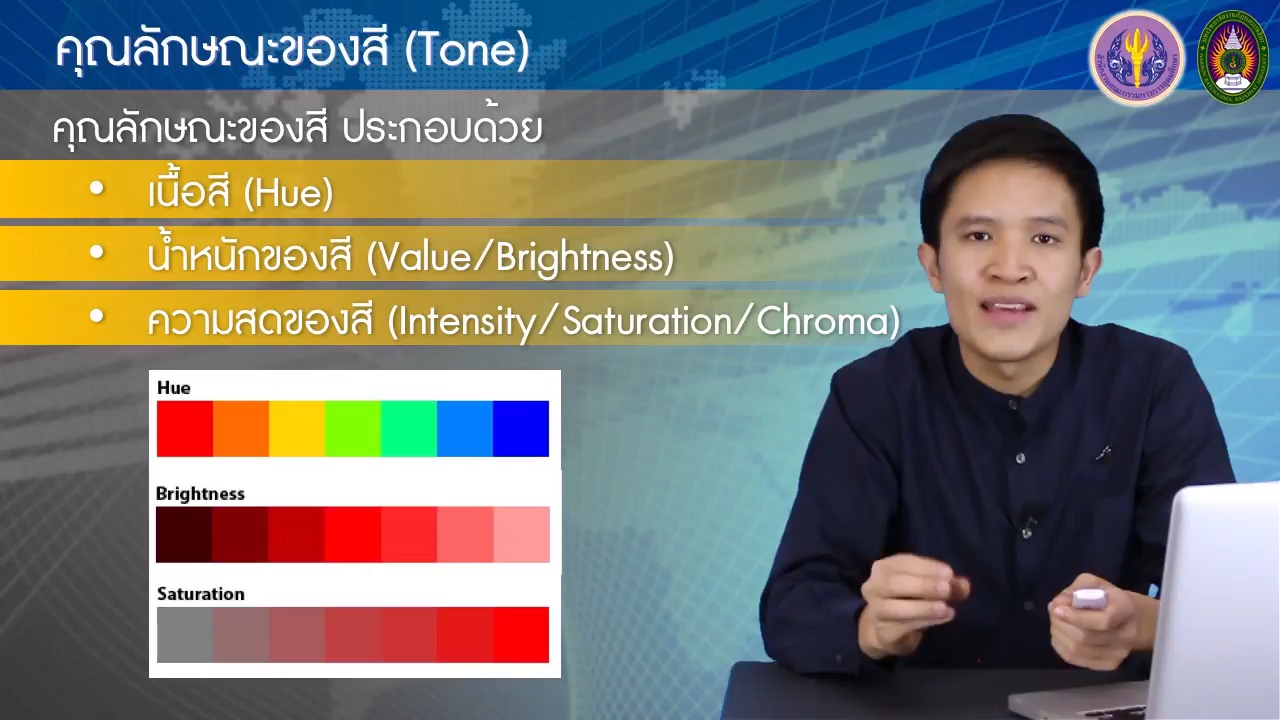 คุณลักษณะของสี (Tone)
คุณลักษณะของสี ประกอบด้วย
• เนื้อสี (Hue)
• น้ำหนักของสี (Value/Brightness)
• ความสดของสี (Intensity/Saturation/Chroma)
Hue
Brightness
Saturation